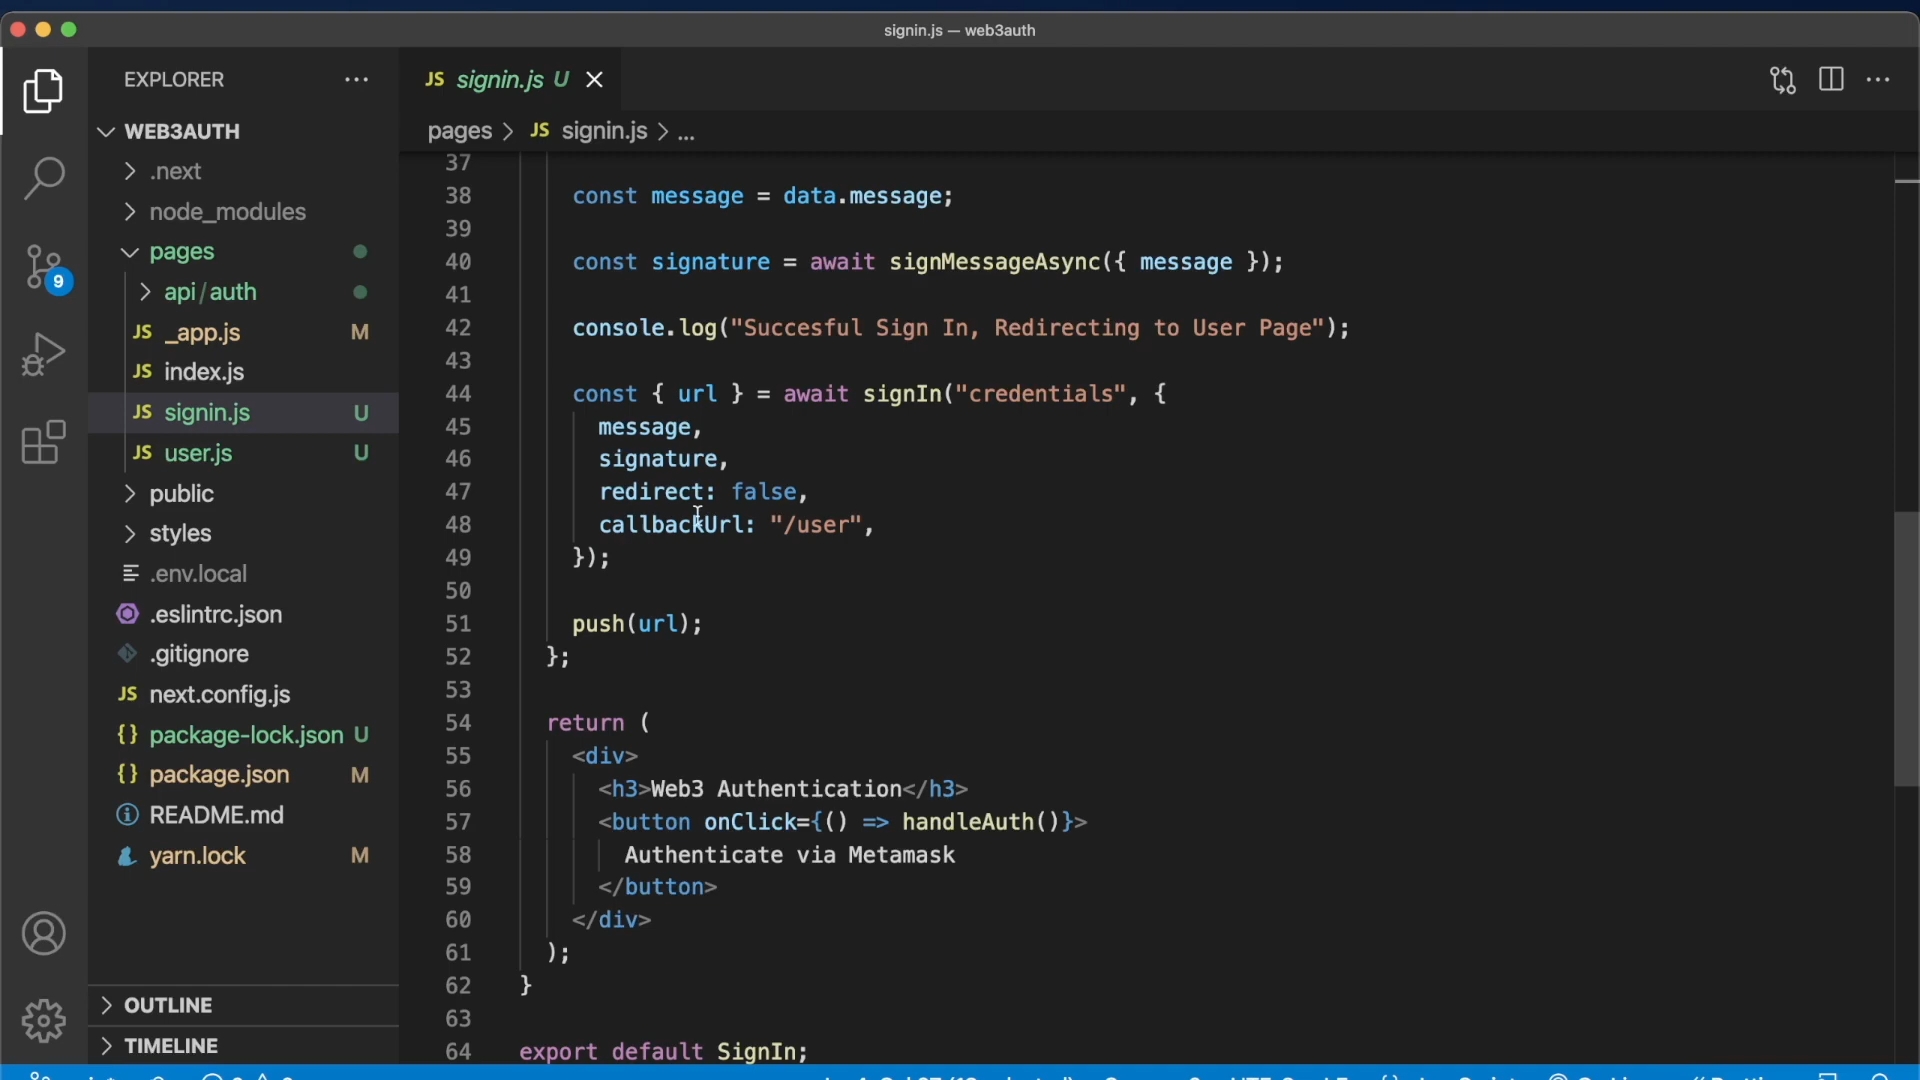 signin.js — web3auth
EXPLORER
WEB3AUTH
.next
node_modules
pages
api/auth
JS _app.js M
JS index.js
JS signin.js U
JS user.js U
public
styles
.env.local
.eslintrc.json
.gitignore
JS next.config.js
{} package-lock.json U
{} package.json M
README.md
yarn.lock M
OUTLINE
TIMELINE
9
JS signin.js U
pages > JS signin.js > ...
37
38 const message = data.message;
39
40 const signature = await signMessageAsync({ message });
41
42 console.log("Succesful Sign In, Redirecting to User Page");
43
44 const { url } = await signIn("credentials", {
45 message,
46 signature,
47 redirect: false,
48 callbackUrl: "/user",
49 });
50
51 push(url);
52 };
53
54 return (
55 <div>
56 <h3>Web3 Authentication</h3>
57 <button onClick={() => handleAuth()}>
58 Authenticate via Metamask
59 </button>
60 </div>
61 );
62 }
63
64 export default SignIn;